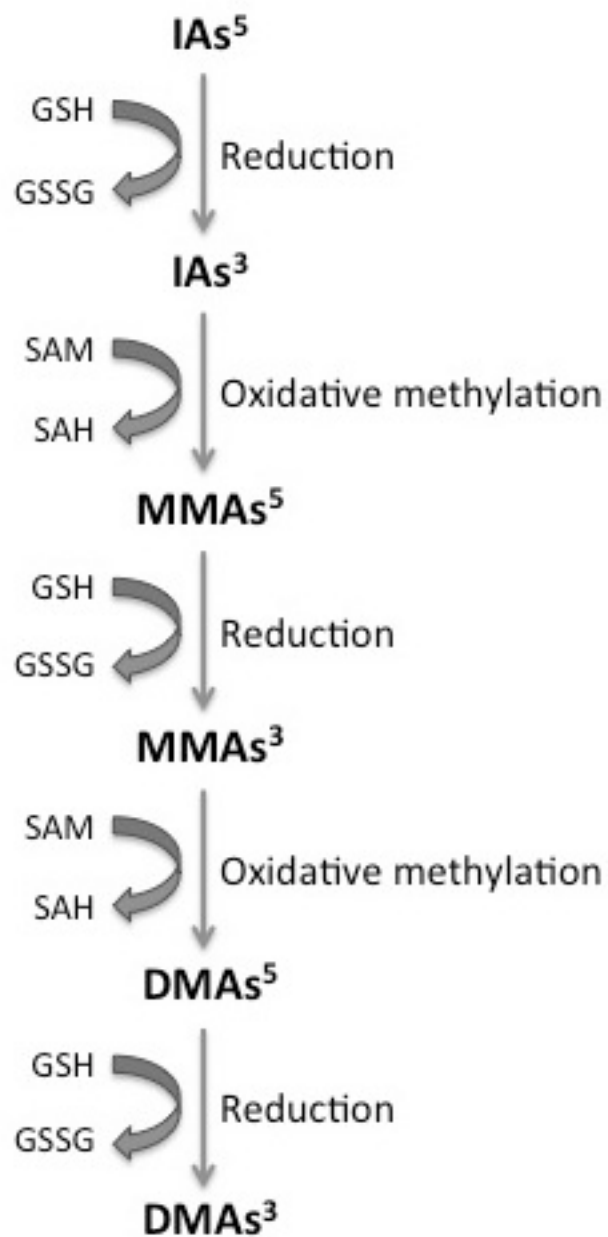 IAs⁵
GSH
Reduction
GSSG
IAs³
SAM
Oxidative methylation
SAH
MMAs⁵
GSH
Reduction
GSSG
MMAs³
SAM
Oxidative methylation
SAH
DMAs⁵
GSH
Reduction
GSSG
DMAs³